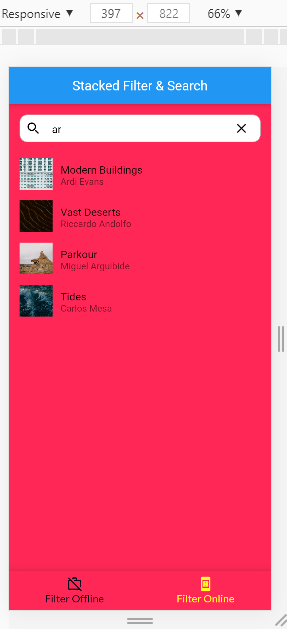 Responsive ▼ 397 × 822 66% ▼
Stacked Filter & Search
ar
Modern Buildings
Ardi Evans
Vast Deserts
Riccardo Andolfo
Parkour
Miguel Arguibide
Tides
Carlos Mesa
Filter Offline Filter Online